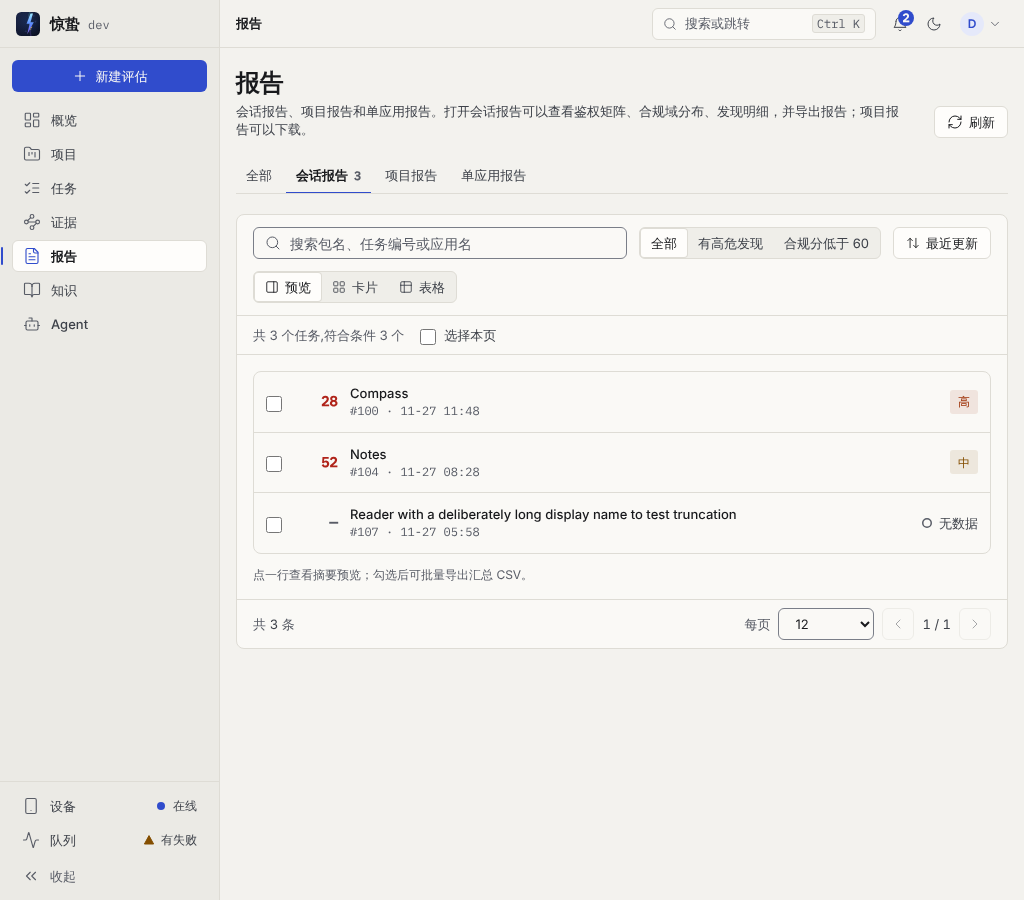 惊蛰 dev
报告
搜索或跳转 Ctrl K
2
D
新建评估
概览
项目
任务
证据
报告
知识
Agent
设备 在线
队列 有失败
收起
报告
会话报告、项目报告和单应用报告。打开会话报告可以查看鉴权矩阵、合规域分布、发现明细，并导出报告；项目报
告可以下载。
刷新
全部 会话报告 3 项目报告 单应用报告
搜索包名、任务编号或应用名
全部 有高危发现 合规分低于 60
最近更新
预览 卡片 表格
共 3 个任务,符合条件 3 个 选择本页
28 Compass 高
#100 · 11-27 11:48
52 Notes 中
#104 · 11-27 08:28
– Reader with a deliberately long display name to test truncation 无数据
#107 · 11-27 05:58
点一行查看摘要预览；勾选后可批量导出汇总 CSV。
共 3 条 每页 12 1 / 1